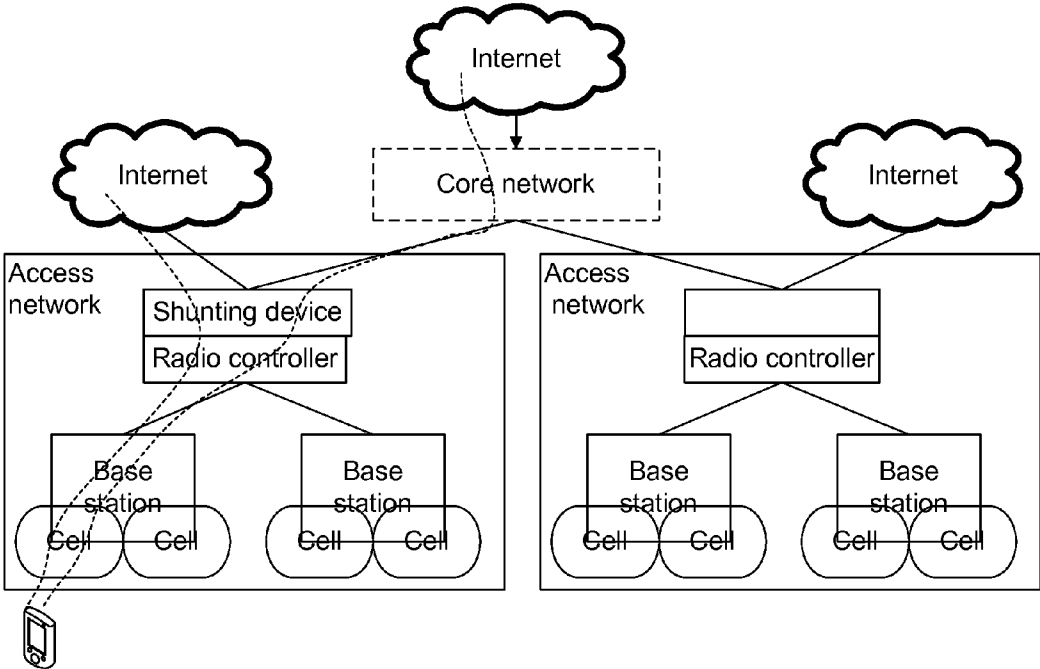 Internet
Internet
Core network
Internet
Access
network
Shunting device
Radio controller
Base
station
Cell
Cell
Base
station
Cell
Cell
Access
network
Radio controller
Base
station
Cell
Cell
Base
station
Cell
Cell